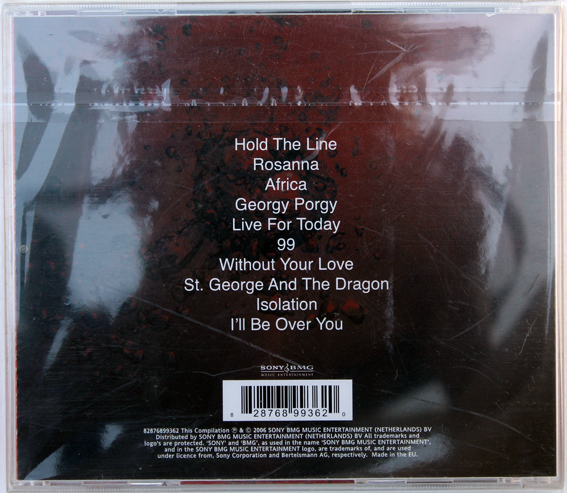 Hold The Line
Rosanna
Africa
Georgy Porgy
Live For Today
99
Without Your Love
St. George And The Dragon
Isolation
I'll Be Over You
SONY BMG
MUSIC ENTERTAINMENT
8 28768 99362 0
82876899362 This Compilation ℗ & © 2006 SONY BMG MUSIC ENTERTAINMENT (NETHERLANDS) BV
Distributed by SONY BMG MUSIC ENTERTAINMENT (NETHERLANDS) BV All trademarks and
logo's are protected. 'SONY' and 'BMG', as used in the name 'SONY BMG MUSIC ENTERTAINMENT',
and in the SONY BMG MUSIC ENTERTAINMENT logo, are trademarks of, and are used
under licence from, Sony Corporation and Bertelsmann AG, respectively. Made in the EU.